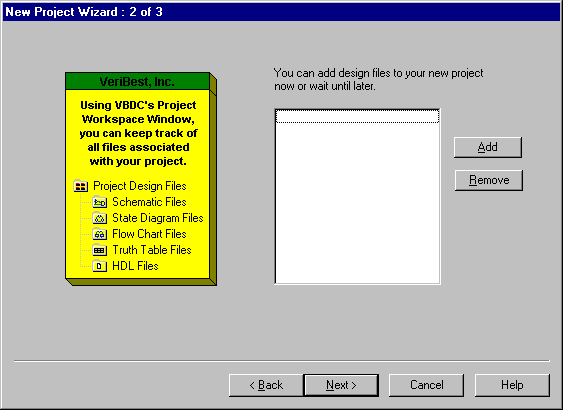 New Project Wizard : 2 of 3
VeriBest, Inc.
Using VBDC's Project
Workspace Window,
you can keep track of
all files associated
with your project.
Project Design Files
Schematic Files
State Diagram Files
Flow Chart Files
Truth Table Files
HDL Files
You can add design files to your new project
now or wait until later.
Add
Remove
< Back
Next >
Cancel
Help